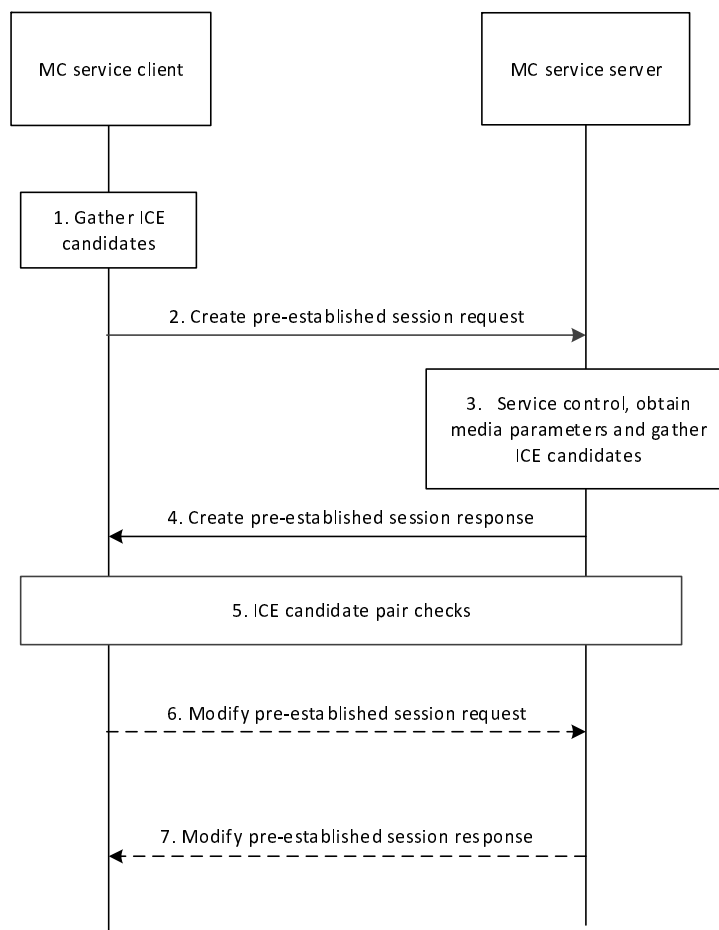 MC service client
MC service server
1. Gather ICE
candidates
2. Create pre-established session request
3. Service control, obtain
media parameters and gather
ICE candidates
4. Create pre-established session response
5. ICE candidate pair checks
6. Modify pre-established session request
7. Modify pre-established session response